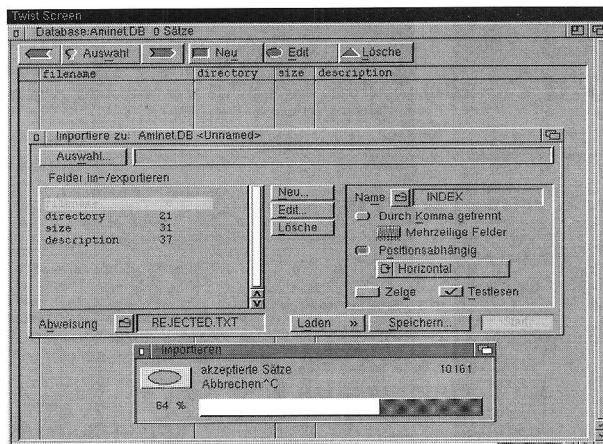 Twist Screen
Database:Aminet.DB 0 Sätze
Auswahl Neu Edit Lösche
filename directory size description
Importiere zu: Aminet.DB <Unnamed>
Auswahl...
Felder im-/exportieren
directory 21
size 31
description 37
Neu...
Edit...
Lösche
Name INDEX
Durch Komma getrennt
Mehrzeilige Felder
Positionsabhängig
Horizontal
Zeige Testlesen
Abweisung REJECTED.TXT Laden » Speichern...
Importieren
akzeptierte Sätze 10161
Abbrechen:^C
64 %